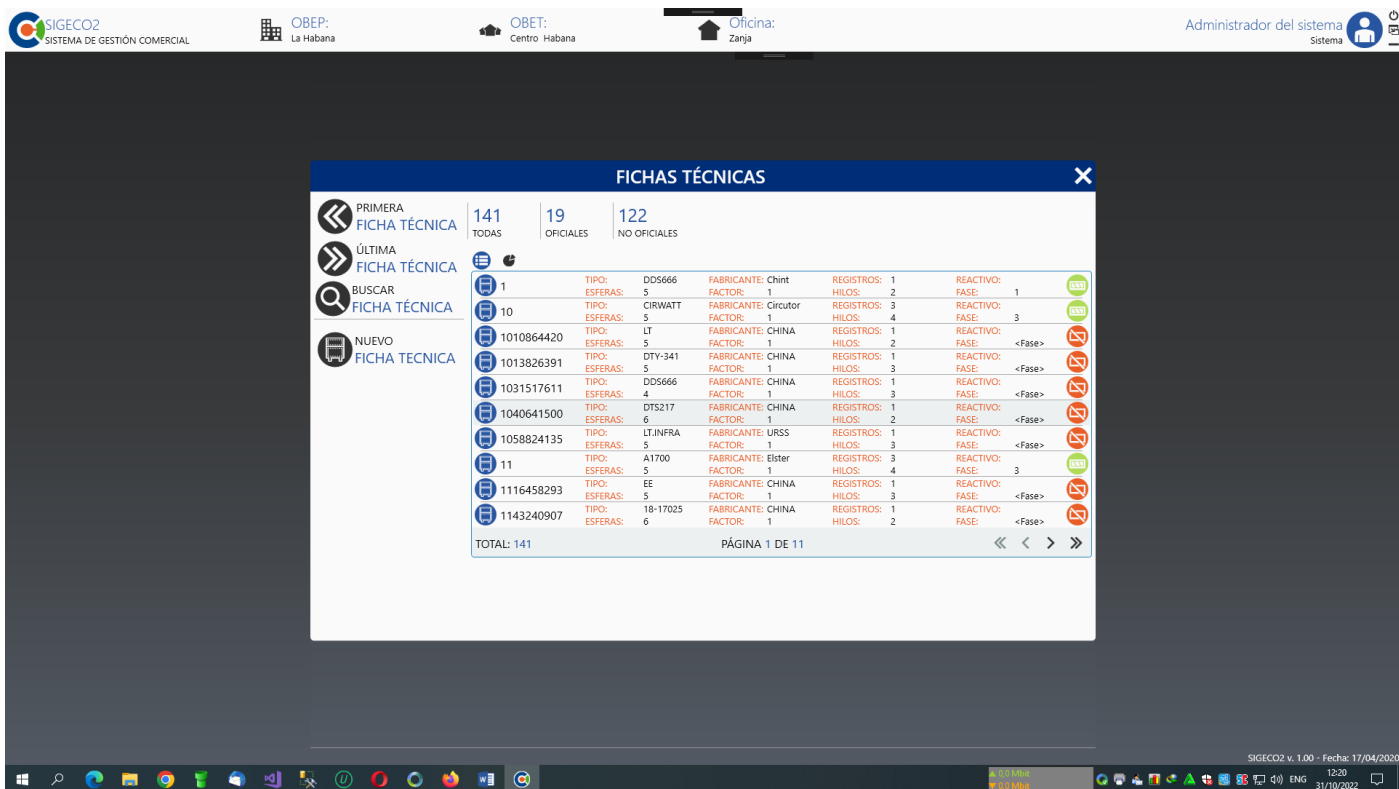 SIGECO2
SISTEMA DE GESTIÓN COMERCIAL
OBEP:
La Habana
OBET:
Centro Habana
Oficina:
Zanja
Administrador del sistema
Sistema
FICHAS TÉCNICAS
PRIMERA
FICHA TÉCNICA
ÚLTIMA
FICHA TÉCNICA
BUSCAR
FICHA TÉCNICA
NUEVO
FICHA TECNICA
141 19 122
TODAS OFICIALES NO OFICIALES
1 TIPO: DDS666 FABRICANTE: Chint REGISTROS: 1 REACTIVO:
ESFERAS: 5 FACTOR: 1 HILOS: 2 FASE: 1
10 TIPO: CIRWATT FABRICANTE: Circutor REGISTROS: 3 REACTIVO:
ESFERAS: 5 FACTOR: 1 HILOS: 4 FASE: 3
1010864420 TIPO: LT FABRICANTE: CHINA REGISTROS: 1 REACTIVO:
ESFERAS: 5 FACTOR: 1 HILOS: 2 FASE: <Fase>
1013826391 TIPO: DTY-341 FABRICANTE: CHINA REGISTROS: 1 REACTIVO:
ESFERAS: 5 FACTOR: 1 HILOS: 3 FASE: <Fase>
1031517611 TIPO: DDS666 FABRICANTE: CHINA REGISTROS: 1 REACTIVO:
ESFERAS: 4 FACTOR: 1 HILOS: 3 FASE: <Fase>
1040641500 TIPO: DTS217 FABRICANTE: CHINA REGISTROS: 1 REACTIVO:
ESFERAS: 6 FACTOR: 1 HILOS: 2 FASE: <Fase>
1058824135 TIPO: LT.INFRA FABRICANTE: URSS REGISTROS: 1 REACTIVO:
ESFERAS: 5 FACTOR: 1 HILOS: 3 FASE: <Fase>
11 TIPO: A1700 FABRICANTE: Elster REGISTROS: 3 REACTIVO:
ESFERAS: 5 FACTOR: 1 HILOS: 4 FASE: 3
1116458293 TIPO: EE FABRICANTE: CHINA REGISTROS: 1 REACTIVO:
ESFERAS: 5 FACTOR: 1 HILOS: 3 FASE: <Fase>
1143240907 TIPO: 18-17025 FABRICANTE: CHINA REGISTROS: 1 REACTIVO:
ESFERAS: 6 FACTOR: 1 HILOS: 2 FASE: <Fase>
TOTAL: 141 PÁGINA 1 DE 11
SIGECO2 v. 1.00 - Fecha: 17/04/2020
0,0 Mbit
0,0 Mbit
ENG
12:20
31/10/2022